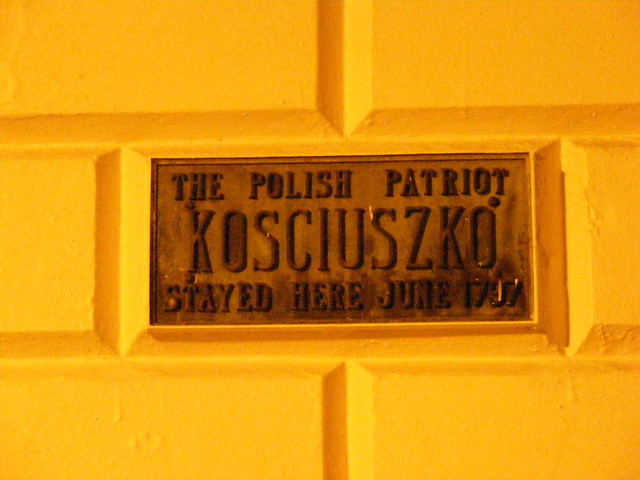 THE POLISH PATRIOT
KOSCIUSZKO
STAYED HERE JUNE 1797